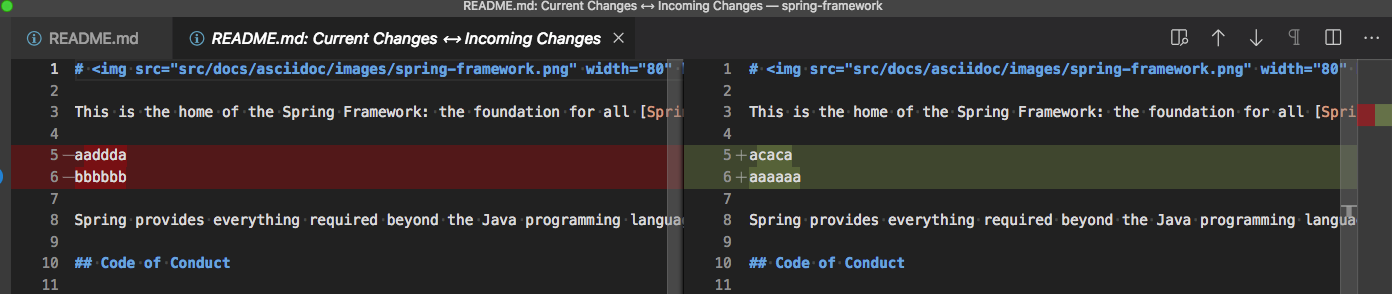 README.md: Current Changes ↔ Incoming Changes — spring-framework
README.md
README.md: Current Changes ↔ Incoming Changes
1 # <img src="src/docs/asciidoc/images/spring-framework.png" width="80"
2
3 This is the home of the Spring Framework: the foundation for all [Spri
4
5 —aaddda
6 —bbbbbb
7
8 Spring provides everything required beyond the Java programming langua
9
10 ## Code of Conduct
11
1 # <img src="src/docs/asciidoc/images/spring-framework.png" width="80"
2
3 This is the home of the Spring Framework: the foundation for all [Spri
4
5 +acaca
6 +aaaaaa
7
8 Spring provides everything required beyond the Java programming langua
9
10 ## Code of Conduct
11